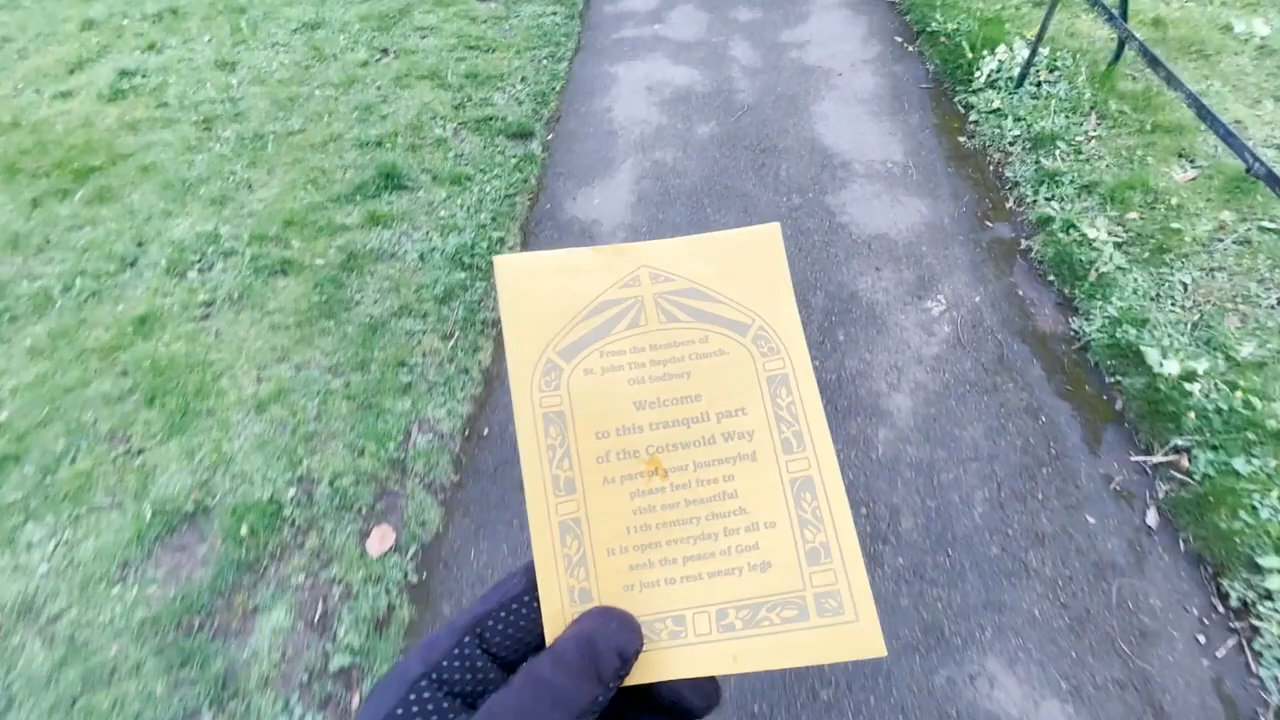 From the Members of
St. John The Baptist Church,
Old Sodbury
Welcome
to this tranquil part
of the Cotswold Way
As part of your journeying
please feel free to
visit our beautiful
11th century church.
It is open everyday for all to
seek the peace of God
or just to rest weary legs